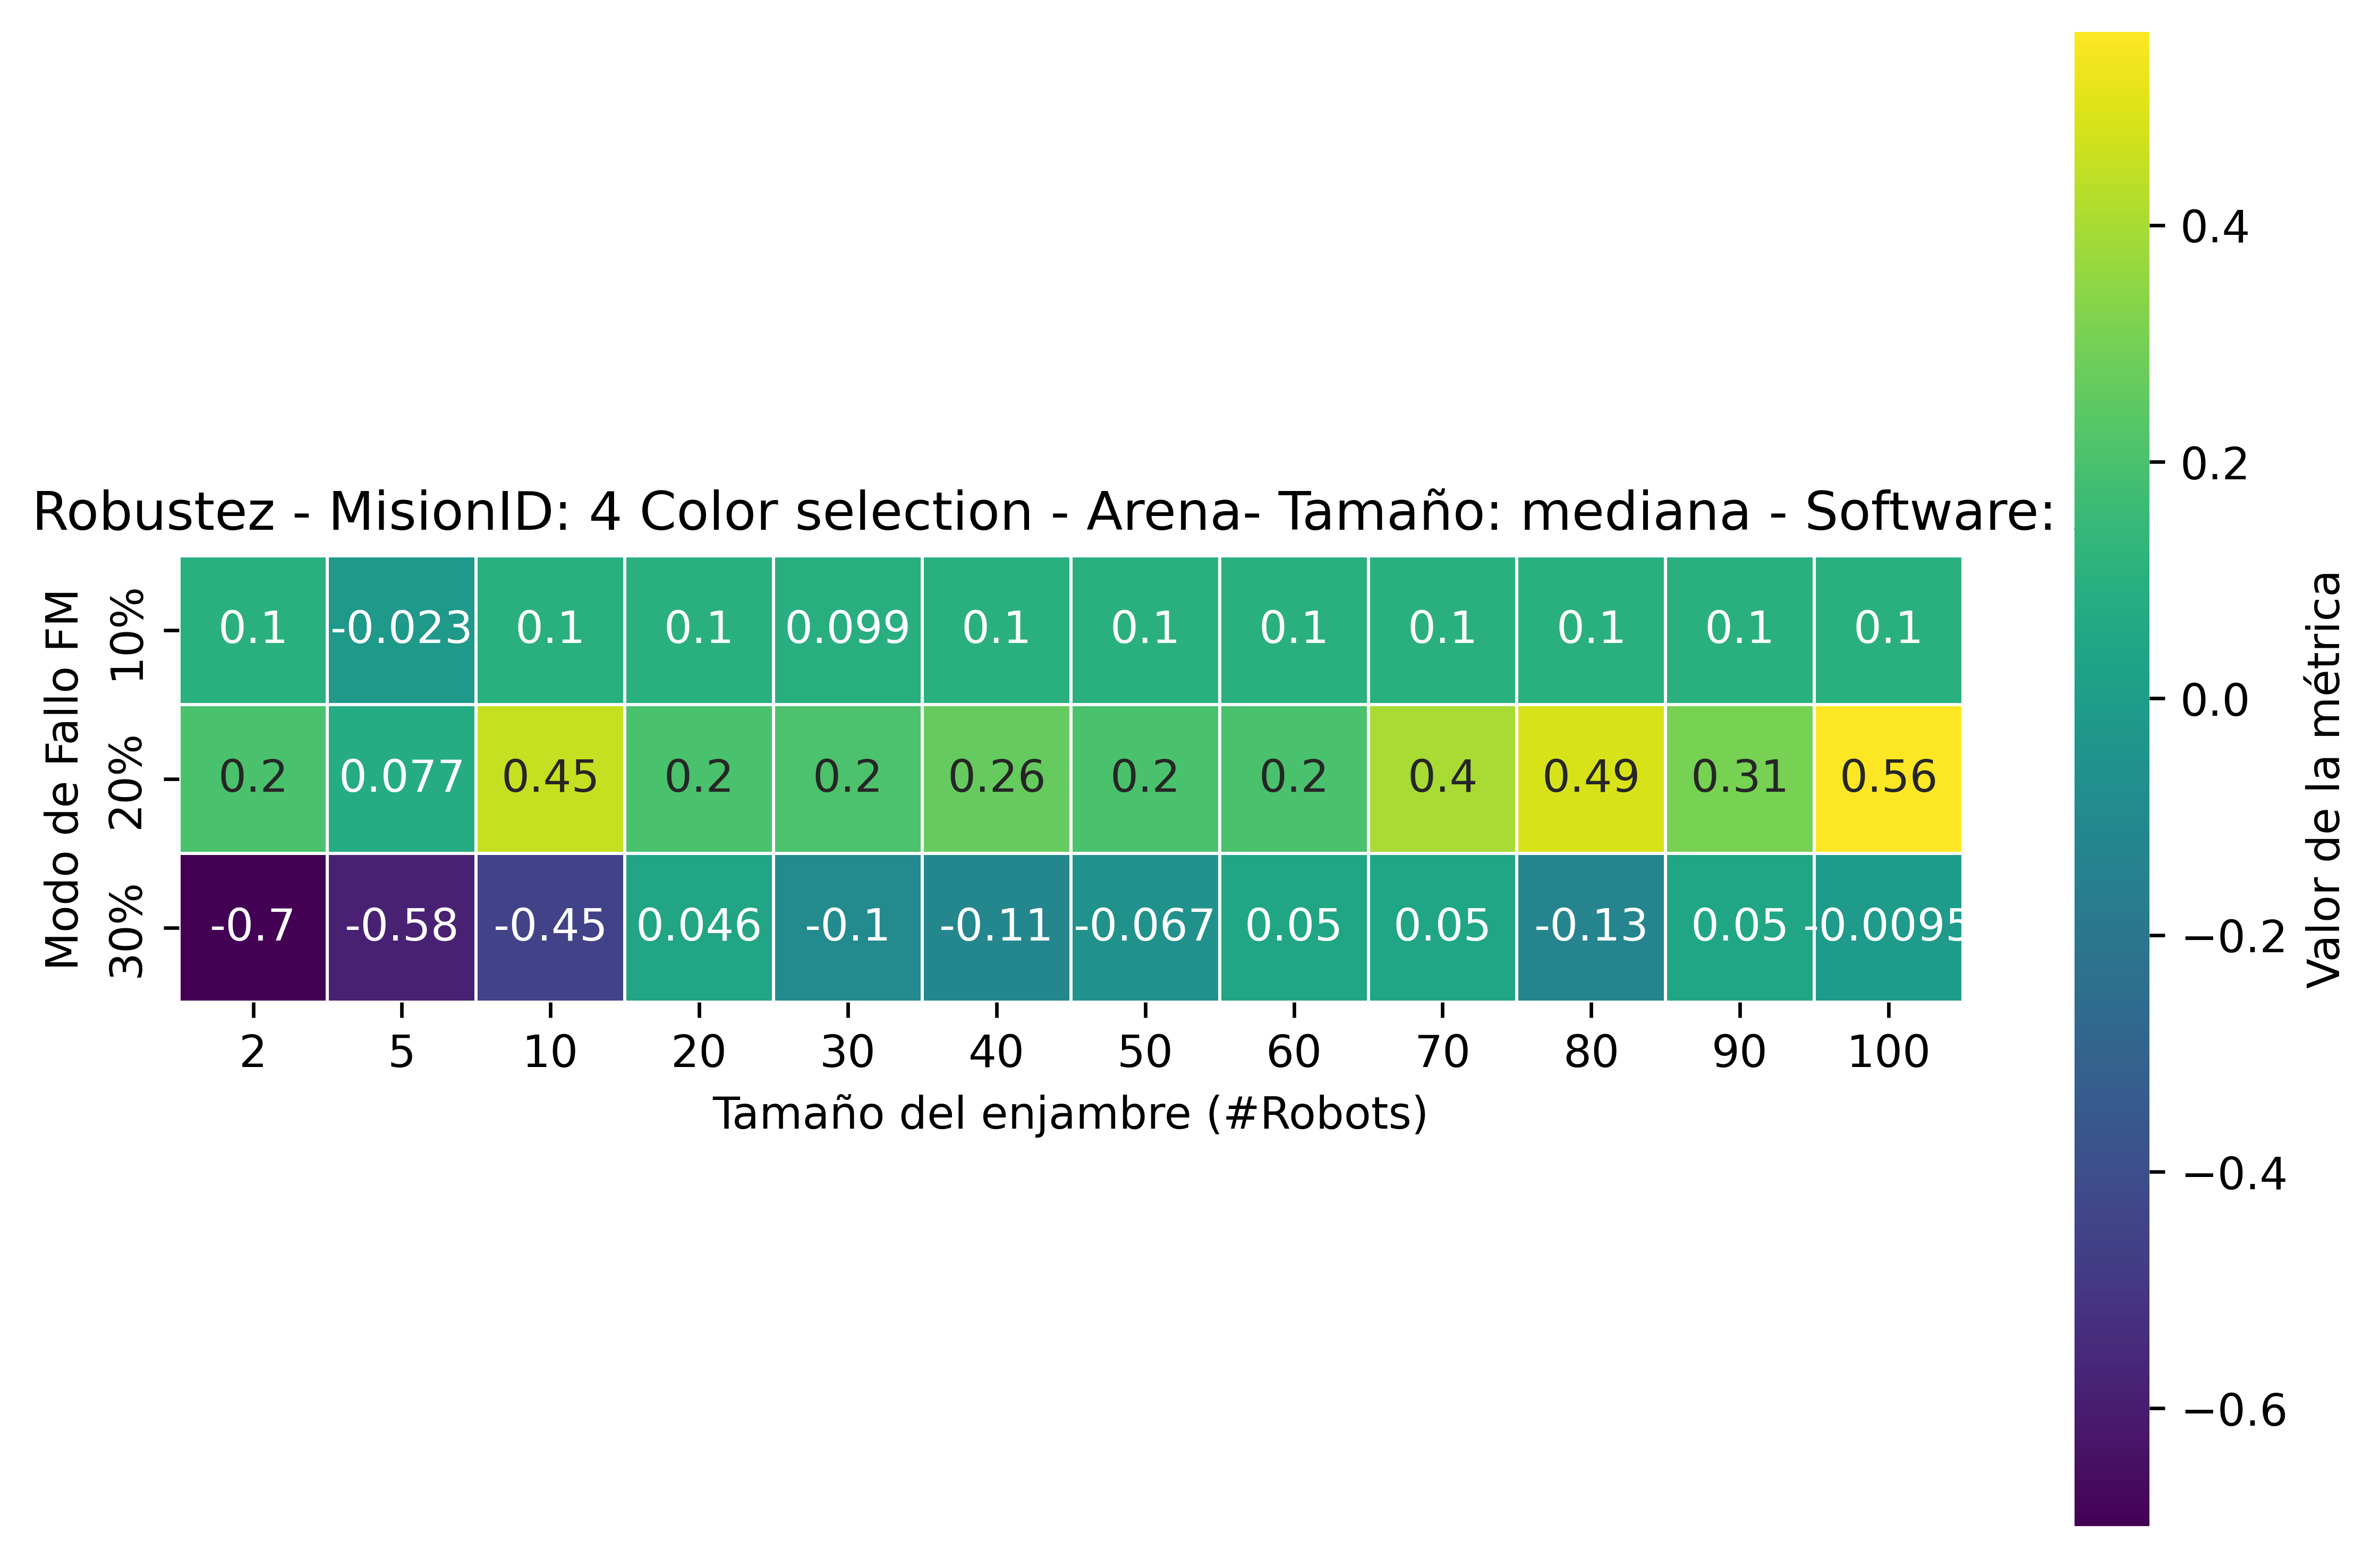 Robustez - MisionID: 4 Color selection - Arena- Tamaño: mediana - Software:
Modo de Fallo FM
10%
0.1 -0.023 0.1 0.1 0.099 0.1 0.1 0.1 0.1 0.1 0.1 0.1
20%
0.2 0.077 0.45 0.2 0.2 0.26 0.2 0.2 0.4 0.49 0.31 0.56
30%
-0.7 -0.58 -0.45 0.046 -0.1 -0.11 -0.067 0.05 0.05 -0.13 0.05 -0.0095
2 5 10 20 30 40 50 60 70 80 90 100
Tamaño del enjambre (#Robots)
0.4
0.2
0.0
−0.2
−0.4
−0.6
Valor de la métrica